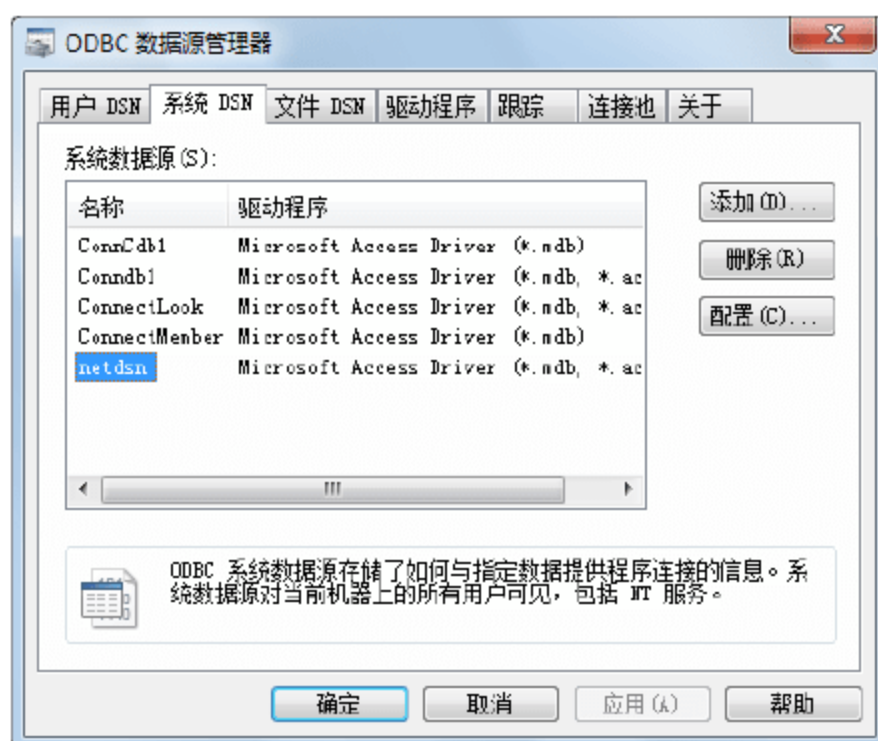 ODBC 数据源管理器
用户 DSN 系统 DSN 文件 DSN 驱动程序 跟踪 连接池 关于
系统数据源(S):
名称 驱动程序
ConnCdb1 Microsoft Access Driver (*.mdb)
Conndb1 Microsoft Access Driver (*.mdb, *.ac
ConnectLook Microsoft Access Driver (*.mdb, *.ac
ConnectMember Microsoft Access Driver (*.mdb)
netdsn Microsoft Access Driver (*.mdb, *.ac
添加(D)...
删除(R)
配置(C)...
ODBC 系统数据源存储了如何与指定数据提供程序连接的信息。系
统数据源对当前机器上的所有用户可见，包括 NT 服务。
确定 取消 应用(A) 帮助